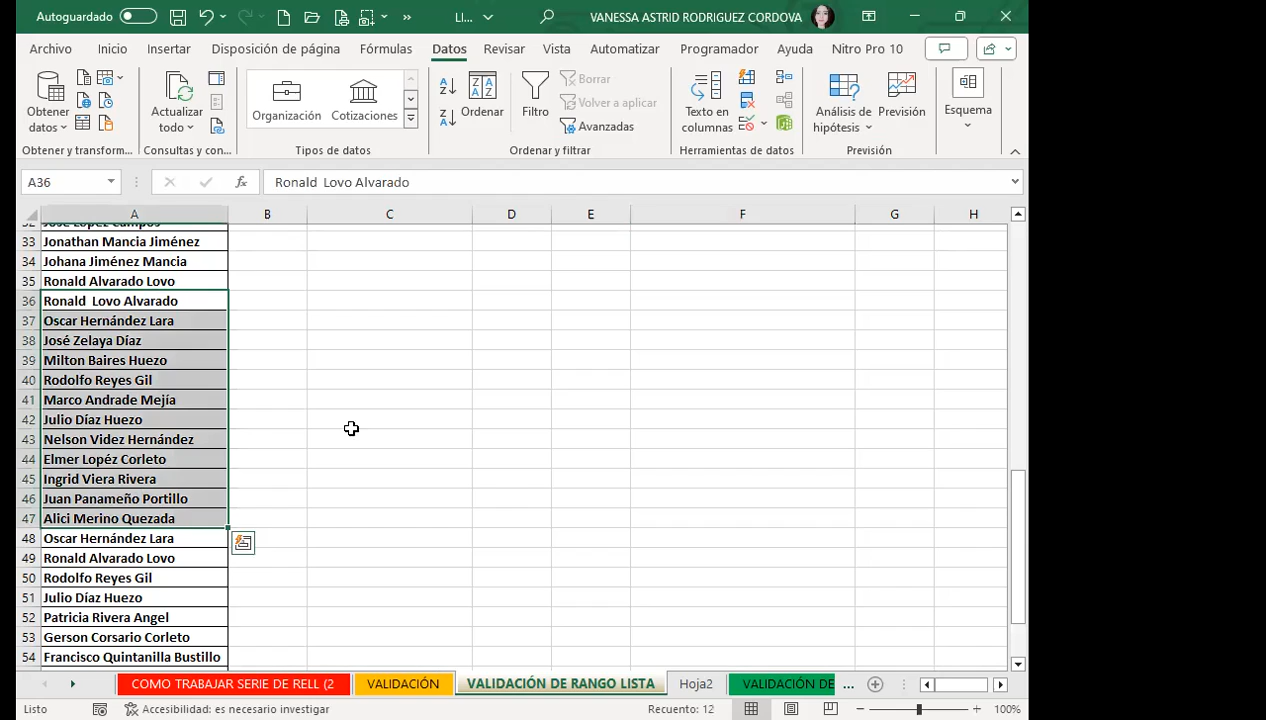 Autoguardado
LI...
VANESSA ASTRID RODRIGUEZ CORDOVA
Archivo Inicio Insertar Disposición de página Fórmulas Datos Revisar Vista Automatizar Programador Ayuda Nitro Pro 10
Obtener datos
Actualizar todo
Organización
Cotizaciones
Ordenar
Filtro
Borrar
Volver a aplicar
Avanzadas
Texto en columnas
Análisis de hipótesis
Previsión
Esquema
Obtener y transform... Consultas y con... Tipos de datos Ordenar y filtrar Herramientas de datos Previsión
A36 fx Ronald  Lovo Alvarado
A B C D E F G H
32 José López Campos
33 Jonathan Mancia Jiménez
34 Johana Jiménez Mancia
35 Ronald Alvarado Lovo
36 Ronald  Lovo Alvarado
37 Oscar Hernández Lara
38 José Zelaya Díaz
39 Milton Baires Huezo
40 Rodolfo Reyes Gil
41 Marco Andrade Mejía
42 Julio Díaz Huezo
43 Nelson Videz Hernández
44 Elmer Lopéz Corleto
45 Ingrid Viera Rivera
46 Juan Panameño Portillo
47 Alici Merino Quezada
48 Oscar Hernández Lara
49 Ronald Alvarado Lovo
50 Rodolfo Reyes Gil
51 Julio Díaz Huezo
52 Patricia Rivera Angel
53 Gerson Corsario Corleto
54 Francisco Quintanilla Bustillo
COMO TRABAJAR SERIE DE RELL (2 VALIDACIÓN VALIDACIÓN DE RANGO LISTA Hoja2 VALIDACIÓN DE ...
Listo Accesibilidad: es necesario investigar Recuento: 12 100%